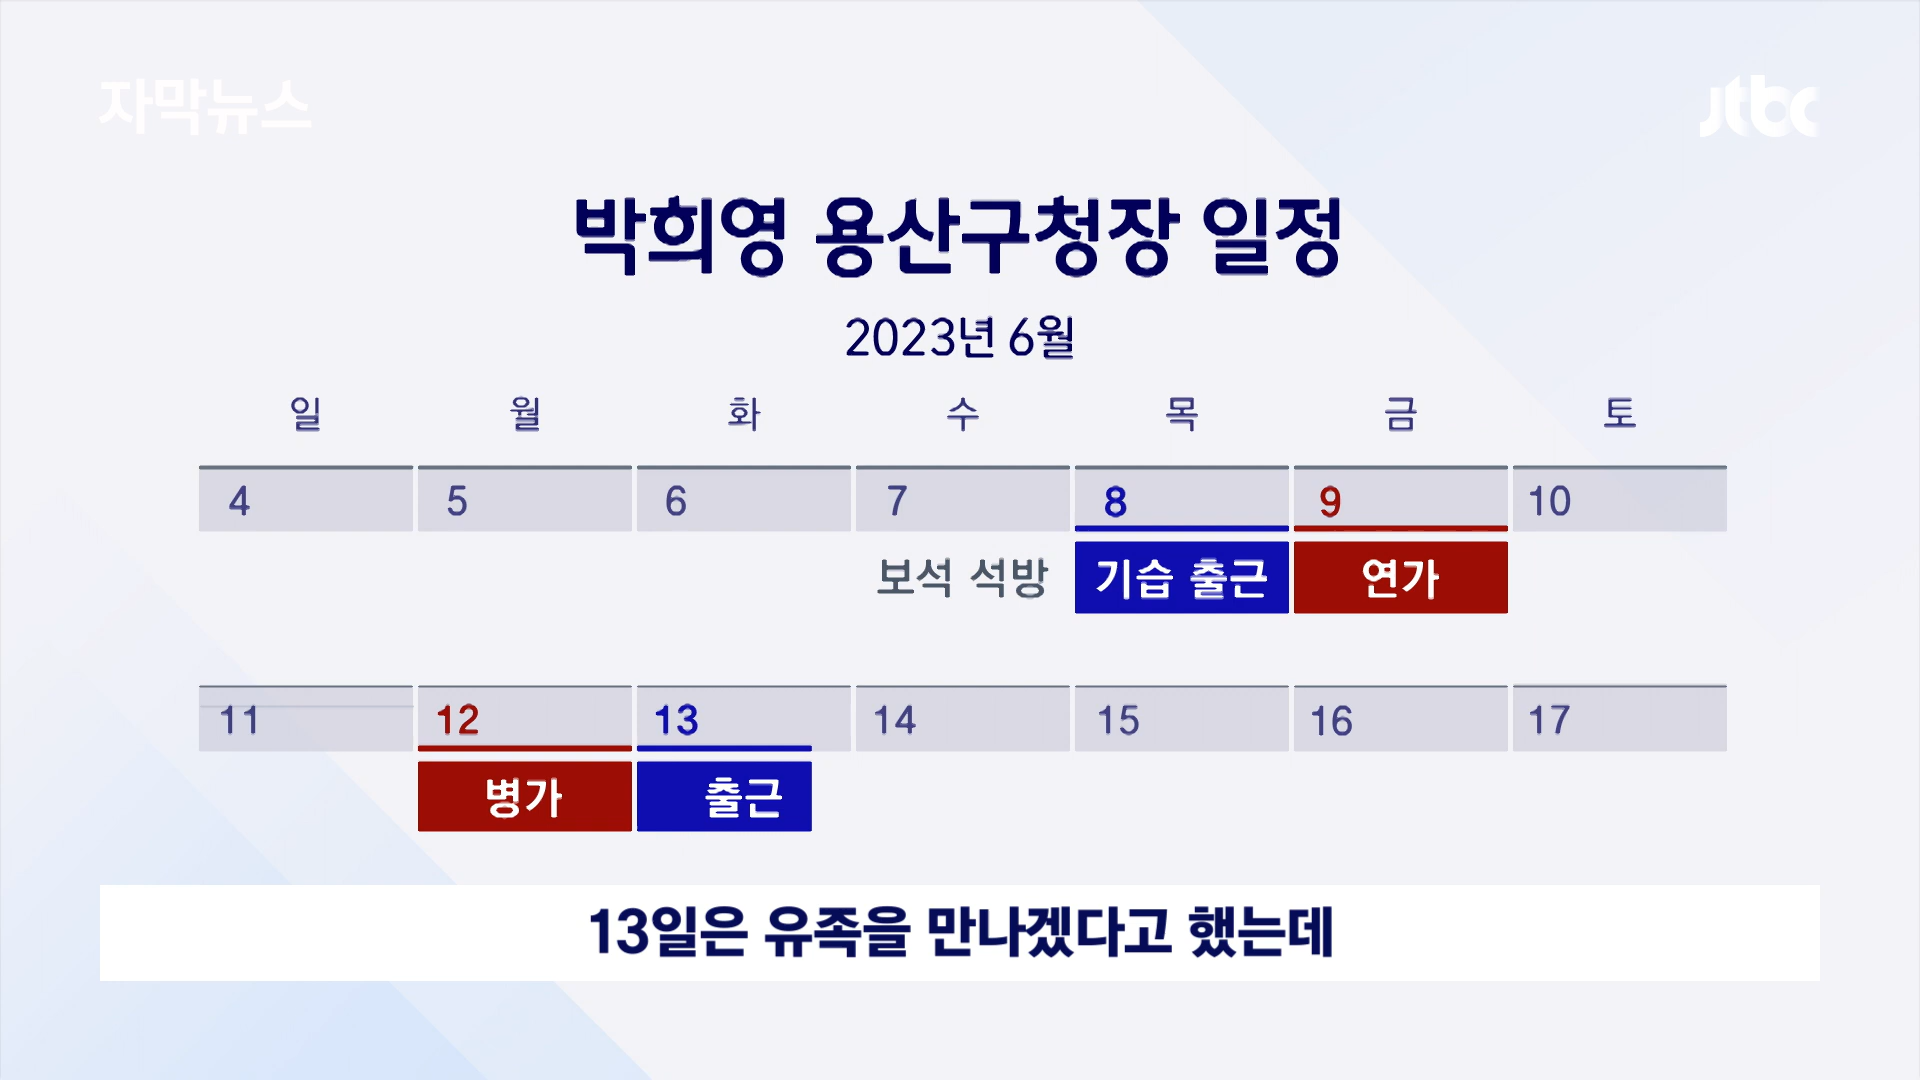 자막뉴스
jtbc
박희영 용산구청장 일정
2023년 6월
일 월 화 수 목 금 토
4 5 6 7 8 9 10
보석 석방 기습 출근 연가
11 12 13 14 15 16 17
병가 출근
13일은 유족을 만나겠다고 했는데